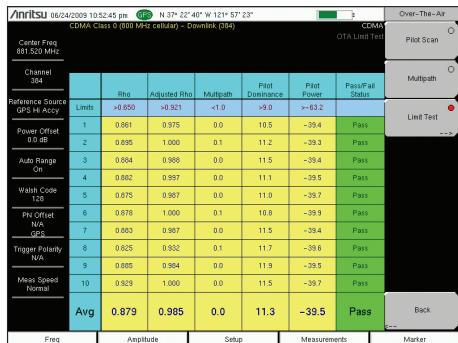 Anritsu 06/24/2009 10:52:45 pm GPS N 37° 22' 40" W 121° 57' 23" Over-The-Air
CDMA Class 0 (800 MHz cellular) - Downlink (384) CDMA
OTA Limit Test
Center Freq
881.520 MHz
Channel
384
Reference Source
GPS Hi Accy
Power Offset
0.0 dB
Auto Range
On
Walsh Code
128
PN Offset
N/A
GPS
Trigger Polarity
N/A
Meas Speed
Normal
Rho Adjusted Rho Multipath Pilot Dominance Pilot Power Pass/Fail Status
Limits >0.650 >0.921 <1.0 >9.0 >-63.2
1 0.861 0.975 0.0 10.5 -39.4 Pass
2 0.895 1.000 0.1 11.2 -39.3 Pass
3 0.884 0.988 0.0 11.5 -39.4 Pass
4 0.882 0.997 0.0 11.1 -39.5 Pass
5 0.875 0.987 0.0 11.0 -39.7 Pass
6 0.878 1.000 0.1 10.8 -39.9 Pass
7 0.883 0.987 0.0 11.5 -39.4 Pass
8 0.825 0.932 0.1 11.7 -39.6 Pass
9 0.885 0.984 0.0 11.9 -39.5 Pass
10 0.929 1.000 0.0 11.5 -39.7 Pass
Avg 0.879 0.985 0.0 11.3 -39.5 Pass
Pilot Scan
Multipath
Limit Test
-->
Back
<--
Freq Amplitude Setup Measurements Marker